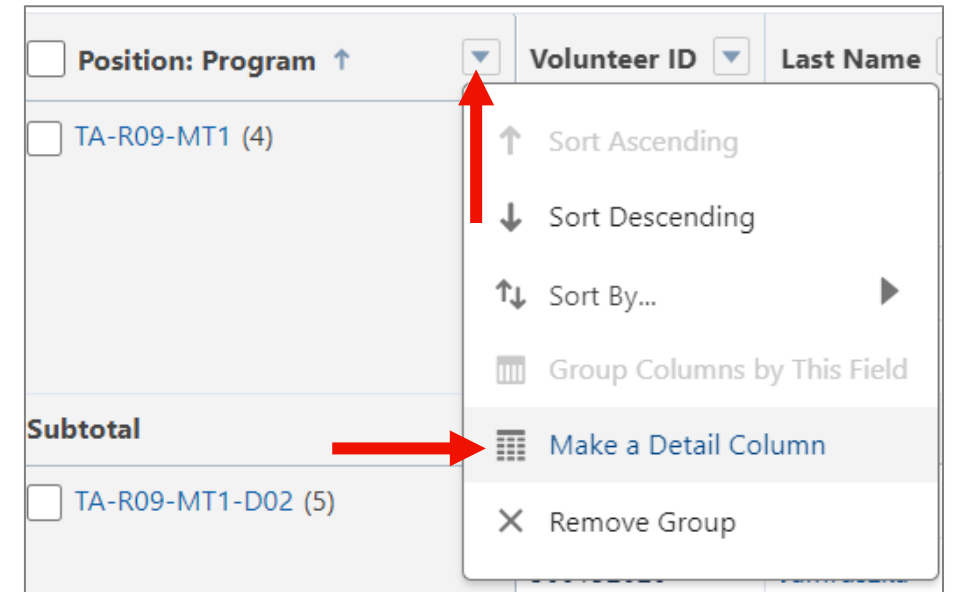 Position: Program ↑ Volunteer ID Last Name
TA-R09-MT1 (4)
Sort Ascending
Sort Descending
Sort By...
Group Columns by This Field
Subtotal
Make a Detail Column
TA-R09-MT1-D02 (5)
Remove Group